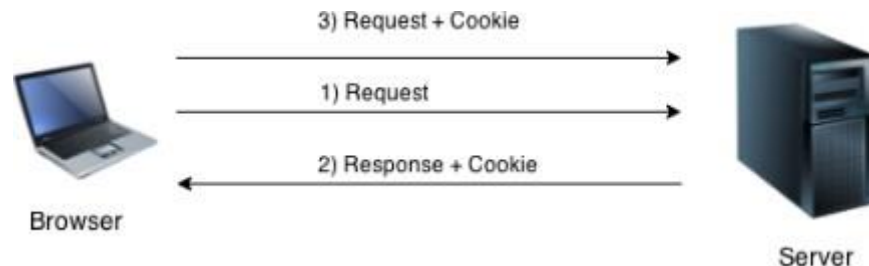 3) Request + Cookie
1) Request
2) Response + Cookie
Browser
Server